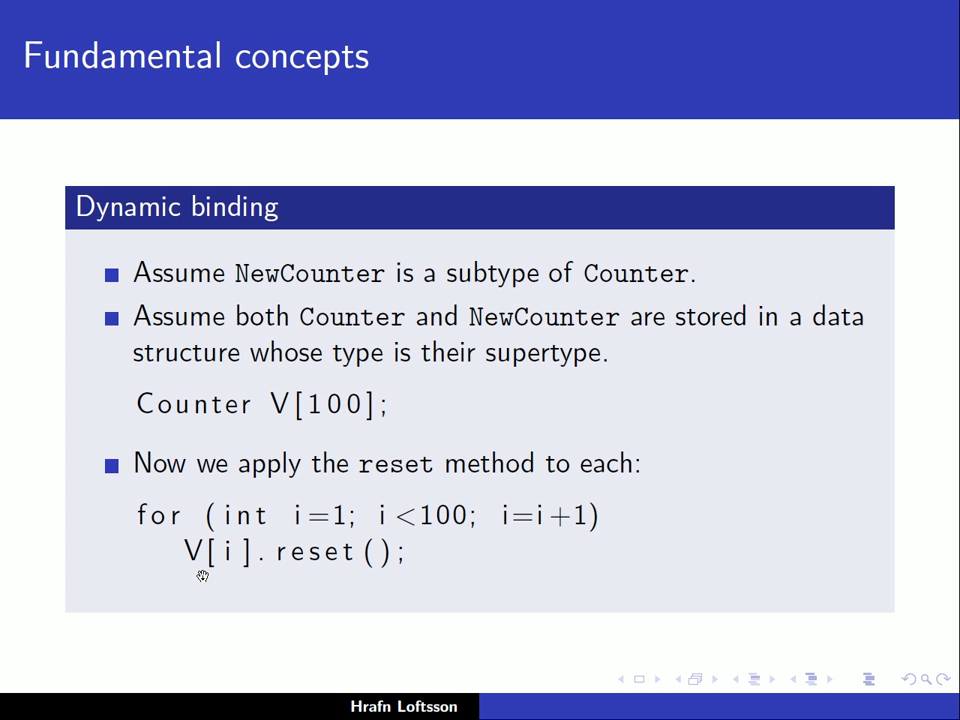 Fundamental concepts
Dynamic binding
Assume NewCounter is a subtype of Counter.
Assume both Counter and NewCounter are stored in a data
structure whose type is their supertype.
Counter V[100];
Now we apply the reset method to each:
for (int i=1; i<100; i=i+1)
V[i].reset();
Hrafn Loftsson